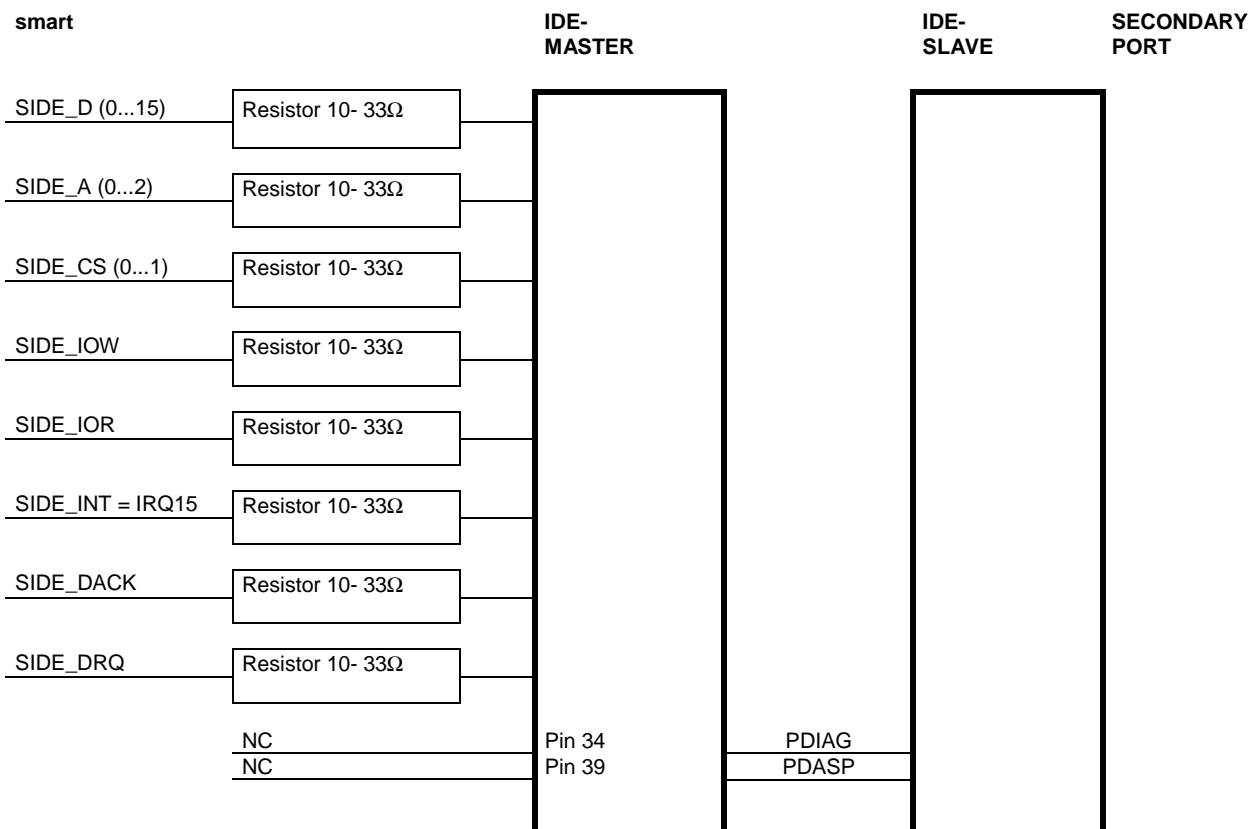 smart IDE- IDE- SECONDARY
MASTER SLAVE PORT
SIDE_D (0...15) Resistor 10- 33Ω
SIDE_A (0...2) Resistor 10- 33Ω
SIDE_CS (0...1) Resistor 10- 33Ω
SIDE_IOW Resistor 10- 33Ω
SIDE_IOR Resistor 10- 33Ω
SIDE_INT = IRQ15 Resistor 10- 33Ω
SIDE_DACK Resistor 10- 33Ω
SIDE_DRQ Resistor 10- 33Ω
NC Pin 34 PDIAG
NC Pin 39 PDASP